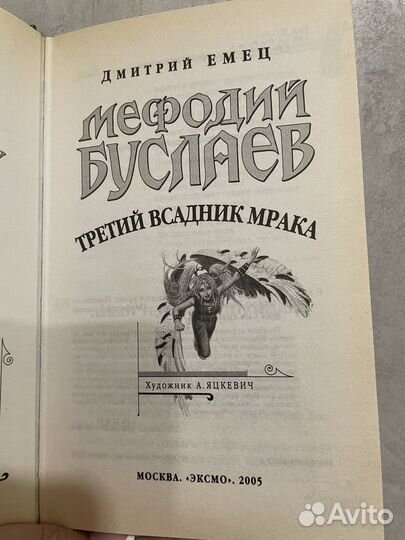 ДМИТРИЙ ЕМЕЦ
МЕФОДИЙ
БУСЛАЕВ
ТРЕТИЙ ВСАДНИК МРАКА
Художник А. ЯЦКЕВИЧ
МОСКВА. «ЭКСМО». 2005
Avito